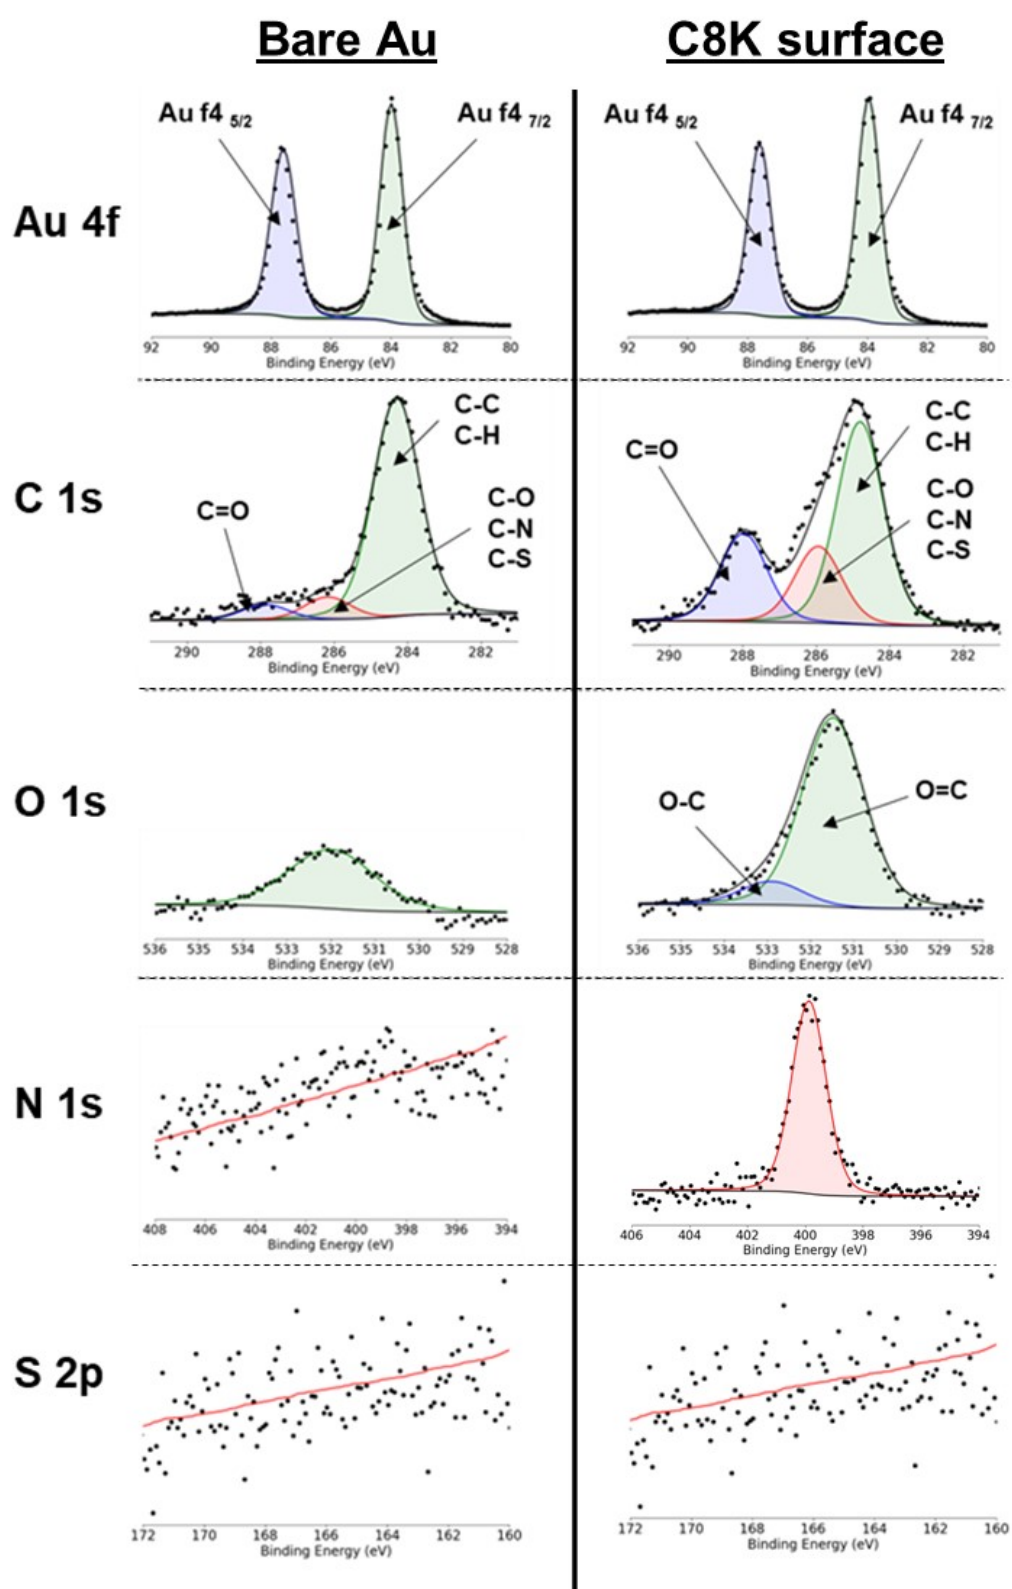 Bare Au
C8K surface
Au 4f
Au f4 5/2
Au f4 7/2
92 90 88 86 84 82 80
Binding Energy (eV)
Au f4 5/2
Au f4 7/2
92 90 88 86 84 82 80
Binding Energy (eV)
C 1s
C=O
C-C
C-H
C-O
C-N
C-S
290 288 286 284 282
Binding Energy (eV)
C=O
C-C
C-H
C-O
C-N
C-S
290 288 286 284 282
Binding Energy (eV)
O 1s
536 535 534 533 532 531 530 529 528
Binding Energy (eV)
O-C
O=C
536 535 534 533 532 531 530 529 528
Binding Energy (eV)
N 1s
408 406 404 402 400 398 396 394
Binding Energy (eV)
406 404 402 400 398 396 394
Binding Energy (eV)
S 2p
172 170 168 166 164 162 160
Binding Energy (eV)
172 170 168 166 164 162 160
Binding Energy (eV)